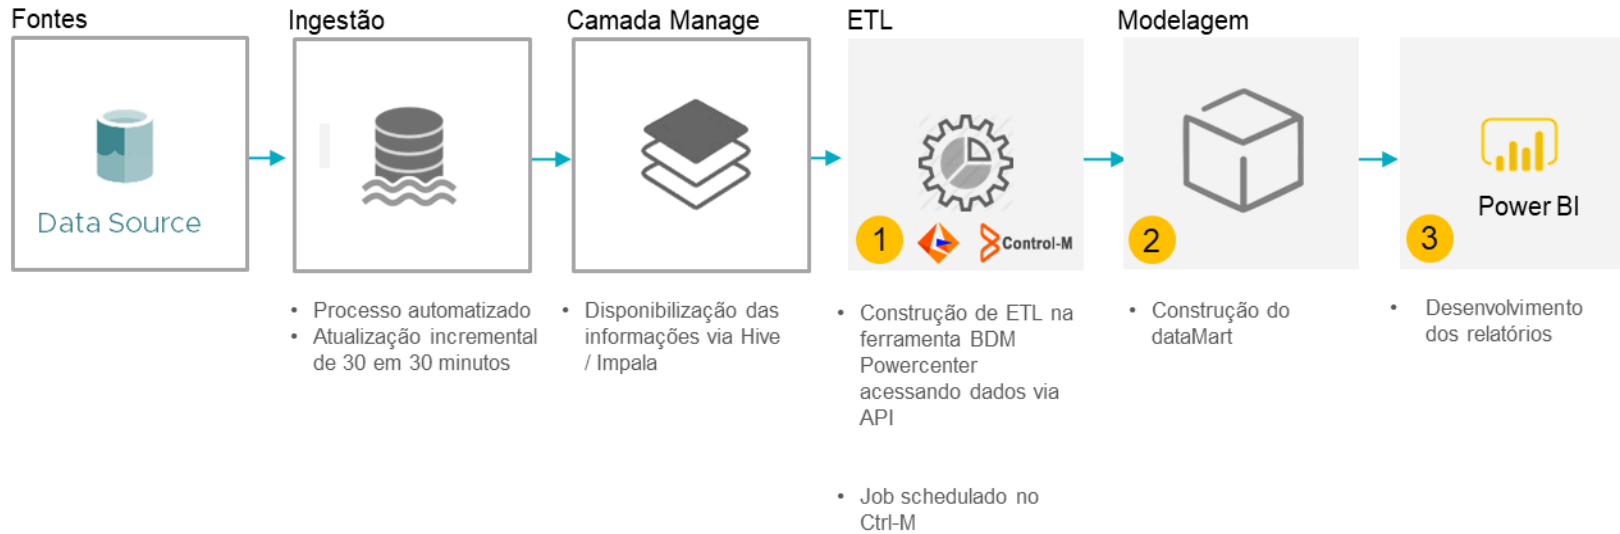 Fontes
Ingestão
Camada Manage
ETL
Modelagem
Data Source
1
Control-M
2
Power BI
3
• Processo automatizado
• Atualização incremental
de 30 em 30 minutos
• Disponibilização das
informações via Hive
/ Impala
• Construção de ETL na
ferramenta BDM
Powercenter
acessando dados via
API
• Job schedulado no
Ctrl-M
• Construção do
dataMart
• Desenvolvimento
dos relatórios